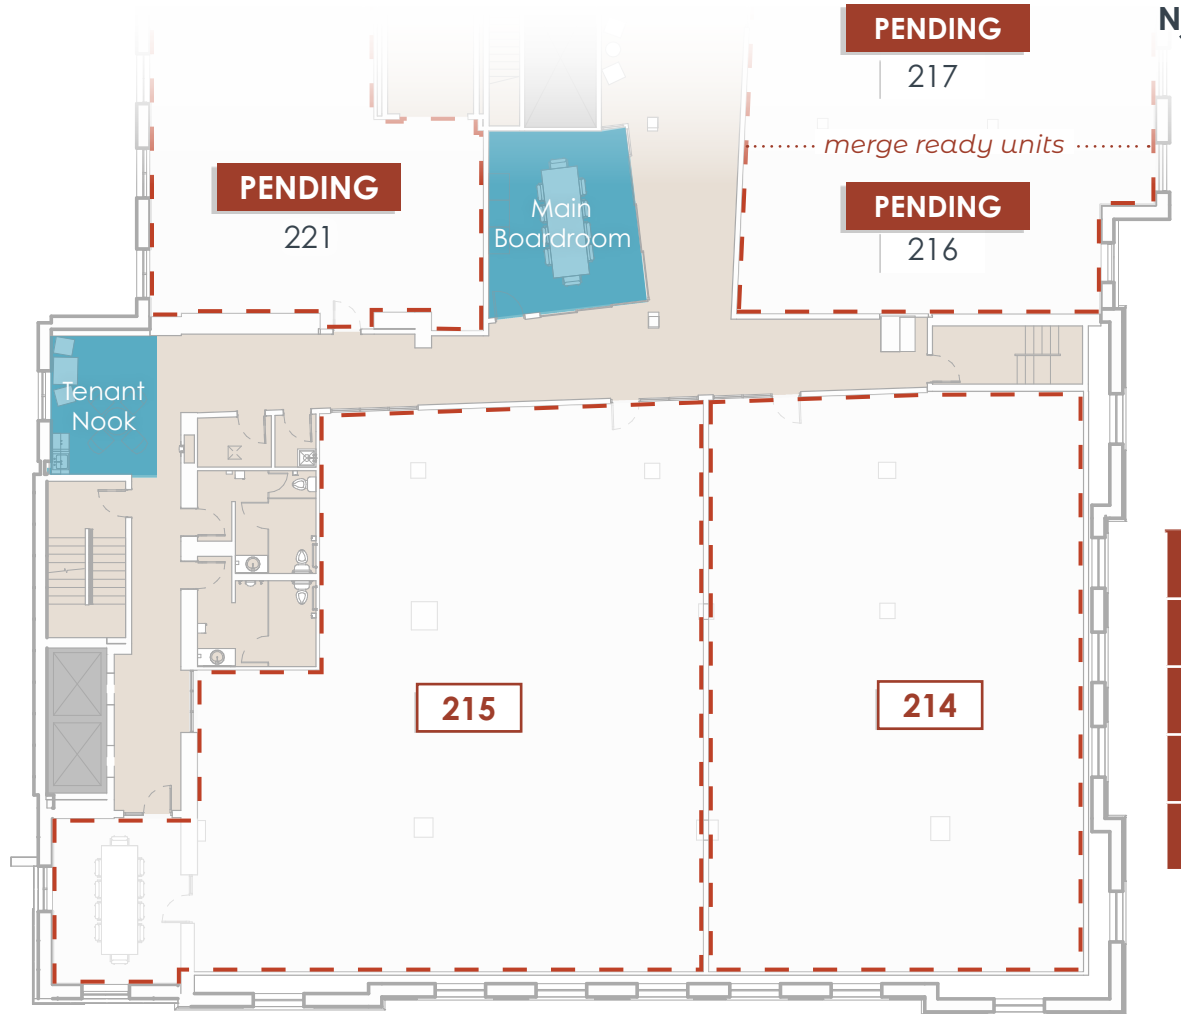 PENDING
217
merge ready units
PENDING
216
PENDING
221
Main
Boardroom
Tenant
Nook
215
214